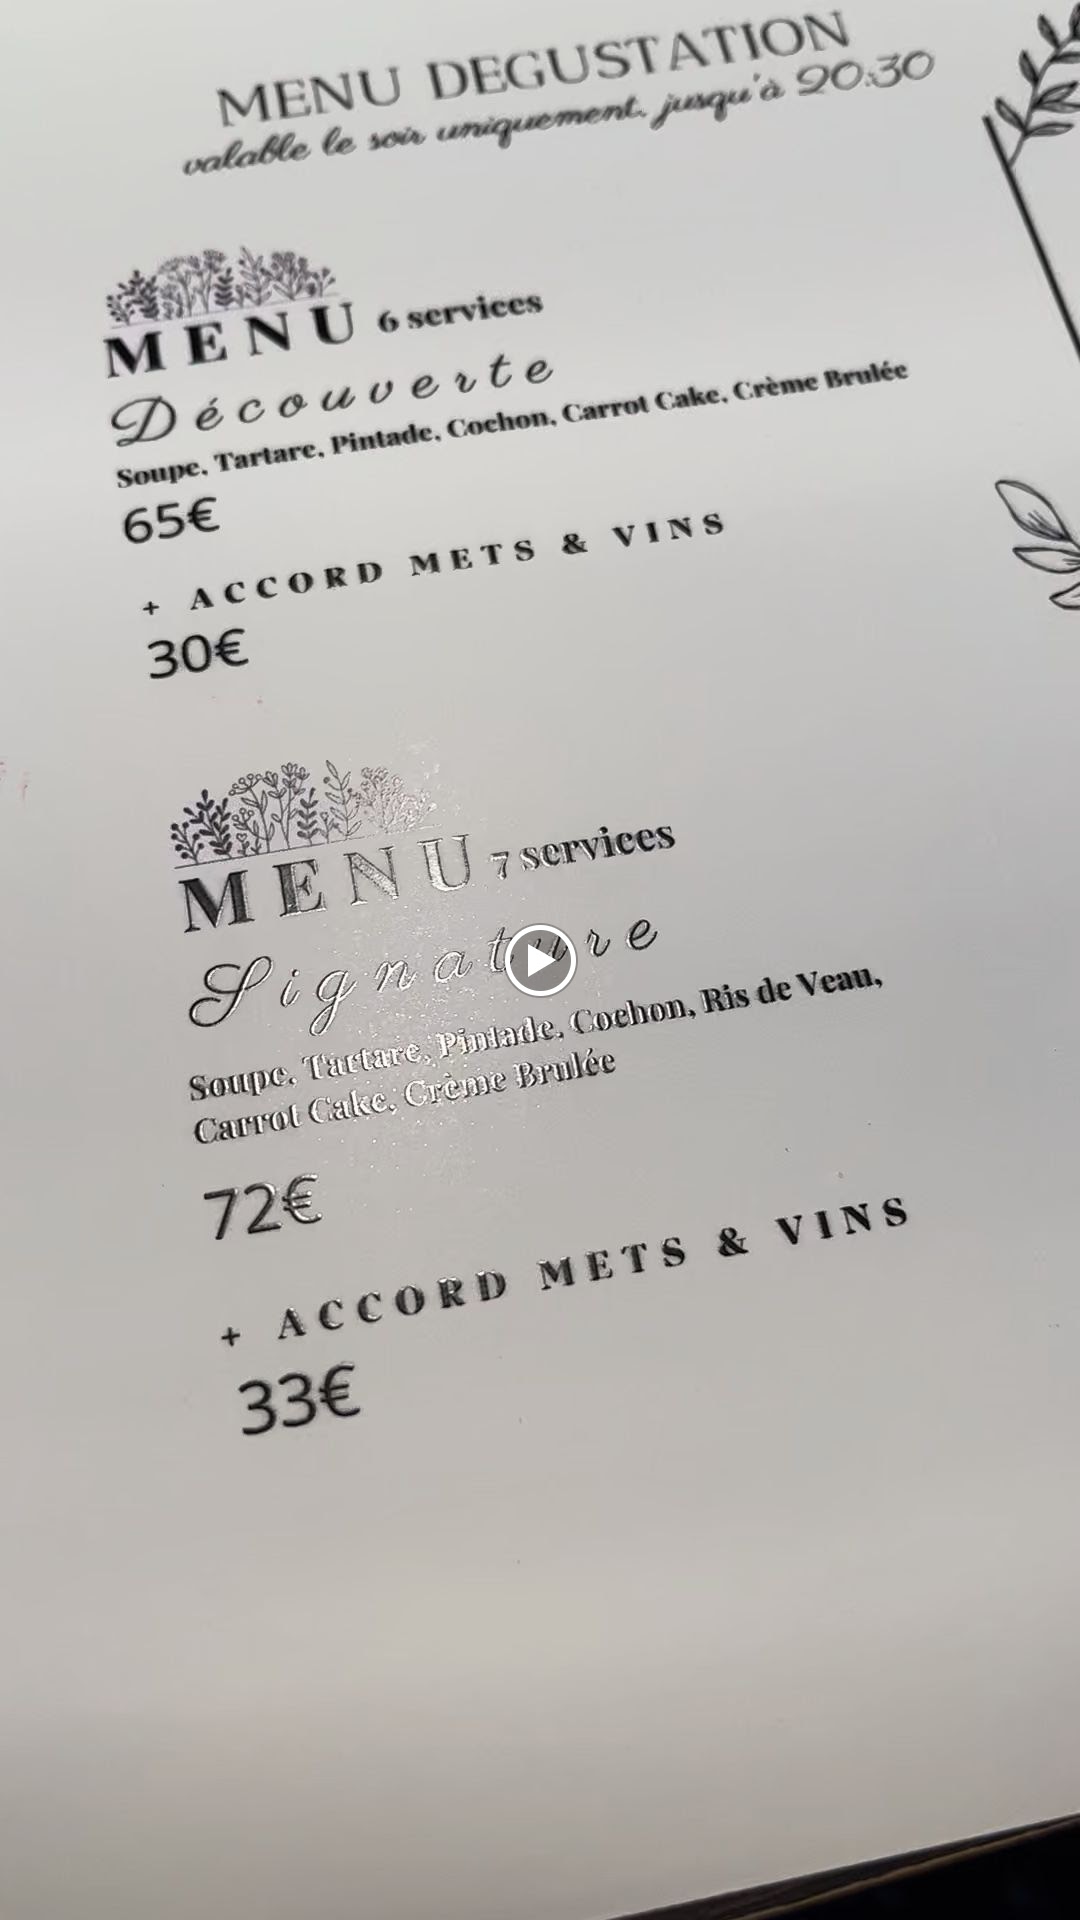 MENU DEGUSTATION
valable le soir uniquement, jusqu'à 20:30
MENU 6 services
Découverte
Soupe, Tartare, Pintade, Cochon, Carrot Cake, Crème Brulée
65€
+ ACCORD METS & VINS
30€
MENU 7 services
Signature
Soupe, Tartare, Pintade, Cochon, Ris de Veau,
Carrot Cake, Crème Brulée
72€
+ ACCORD METS & VINS
33€